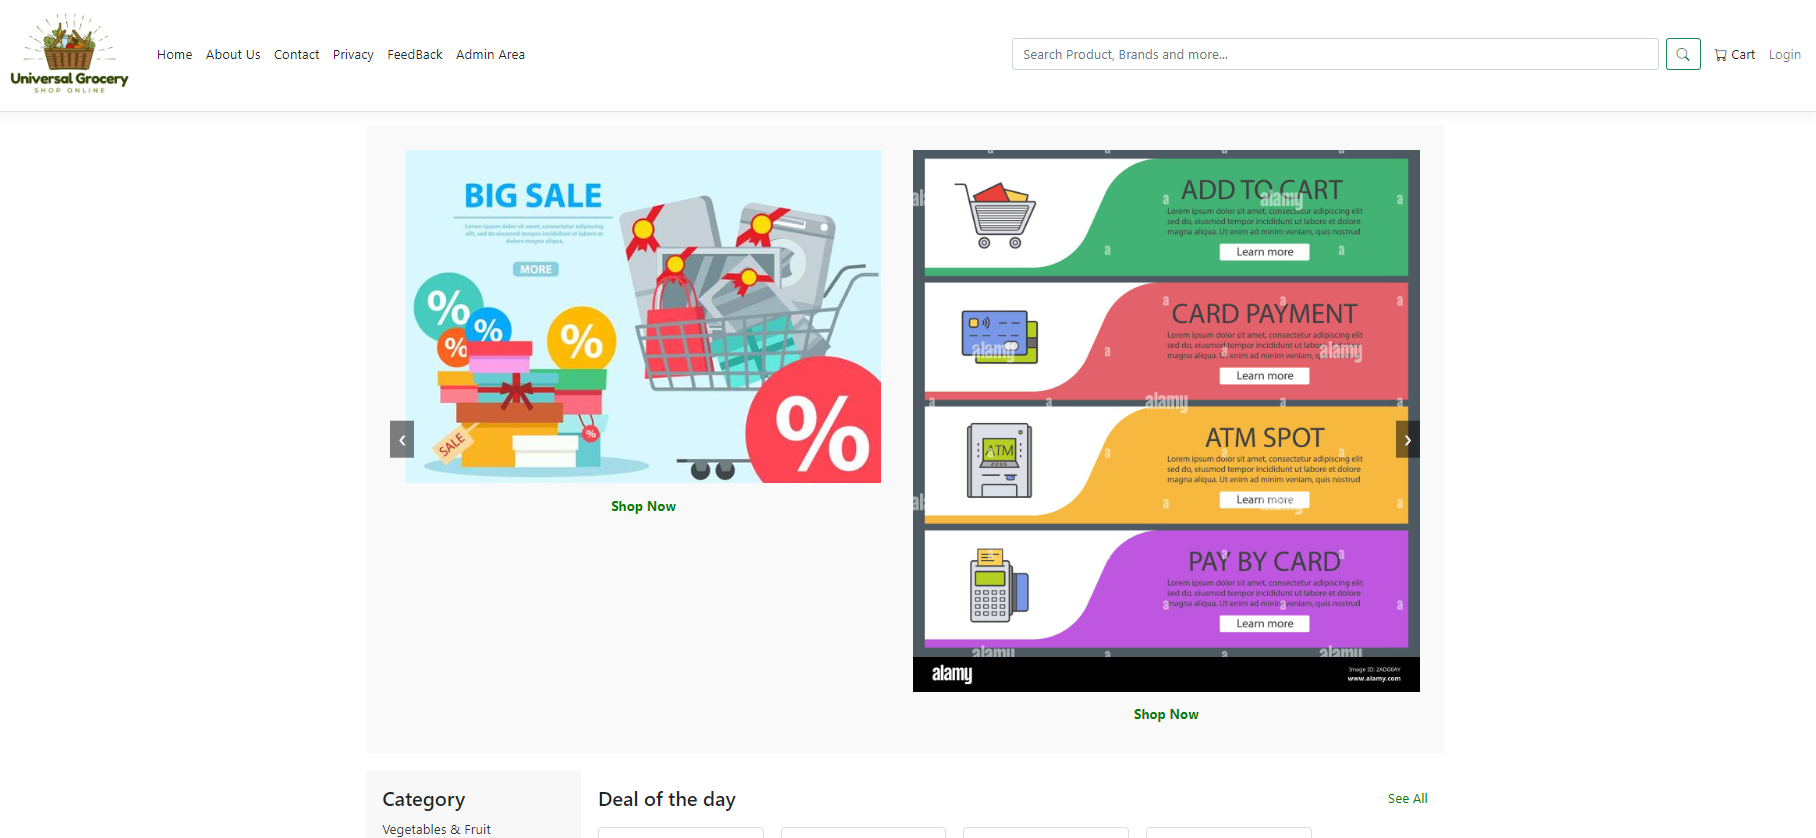 Universal Grocery
SHOP ONLINE
Home About Us Contact Privacy FeedBack Admin Area
Search Product, Brands and more...
Cart Login
BIG SALE
Lorem ipsum dolor sit amet, consectetur adipiscing
elit, sed do eiusmod tempor incididunt ut labore et
dolore magna aliqua.
MORE
%
%
%
%
SALE
%
%
‹
Shop Now
ADD TO CART
Lorem ipsum dolor sit amet, consectetur adipiscing elit
sed do, eiusmod tempor incididunt ut labore et dolore
magna aliqua. Ut enim ad minim veniam, quis nostrud
Learn more
CARD PAYMENT
Lorem ipsum dolor sit amet, consectetur adipiscing elit
sed do, eiusmod tempor incididunt ut labore et dolore
magna aliqua. Ut enim ad minim veniam, quis nostrud
Learn more
ATM
ATM SPOT
Lorem ipsum dolor sit amet, consectetur adipiscing elit
sed do, eiusmod tempor incididunt ut labore et dolore
magna aliqua. Ut enim ad minim veniam, quis nostrud
Learn more
›
PAY BY CARD
Lorem ipsum dolor sit amet, consectetur adipiscing elit
sed do, eiusmod tempor incididunt ut labore et dolore
magna aliqua. Ut enim ad minim veniam, quis nostrud
Learn more
alamy
Image ID: 2ADG0AY
www.alamy.com
Shop Now
Category
Vegetables & Fruit
Deal of the day
See All